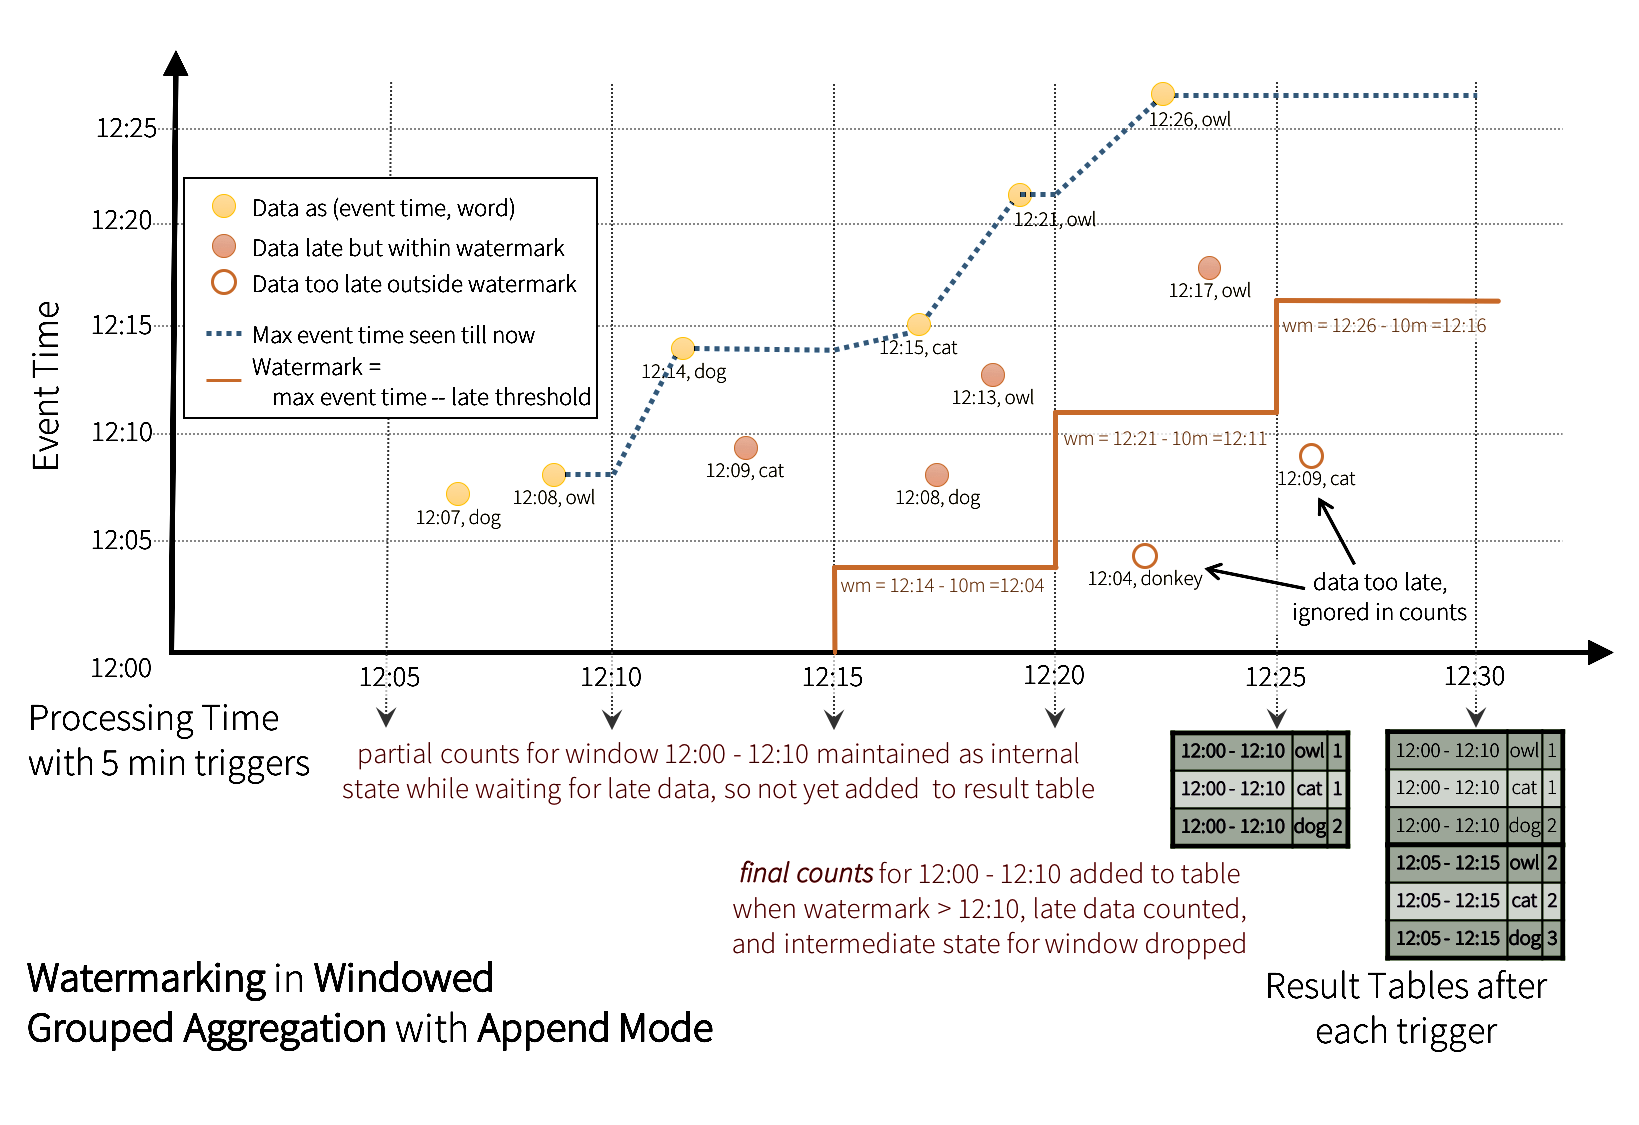 12:25
12:20
12:15
12:10
12:05
12:00
Event Time
Data as (event time, word)
Data late but within watermark
Data too late outside watermark
Max event time seen till now
Watermark =
max event time -- late threshold
12:07, dog
12:08, owl
12:14, dog
12:09, cat
12:15, cat
12:08, dog
12:13, owl
12:21, owl
12:26, owl
12:17, owl
12:04, donkey
12:09, cat
wm = 12:14 - 10m =12:04
wm = 12:21 - 10m =12:11
wm = 12:26 - 10m =12:16
data too late,
ignored in counts
12:05
12:10
12:15
12:20
12:25
12:30
Processing Time
with 5 min triggers
partial counts for window 12:00 - 12:10 maintained as internal
state while waiting for late data, so not yet added to result table
12:00 - 12:10 owl 1
12:00 - 12:10 cat 1
12:00 - 12:10 dog 2
12:00 - 12:10 owl 1
12:00 - 12:10 cat 1
12:00 - 12:10 dog 2
12:05 - 12:15 owl 2
12:05 - 12:15 cat 2
12:05 - 12:15 dog 3
final counts for 12:00 - 12:10 added to table
when watermark > 12:10, late data counted,
and intermediate state for window dropped
Result Tables after
each trigger
Watermarking in Windowed
Grouped Aggregation with Append Mode